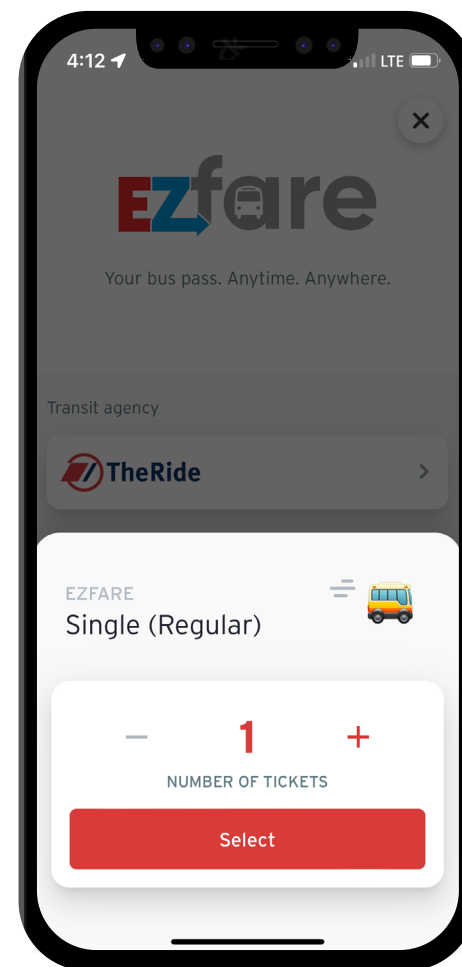 4:12
LTE
EZfare
Your bus pass. Anytime. Anywhere.
Transit agency
TheRide
EZFARE
Single (Regular)
1
NUMBER OF TICKETS
Select